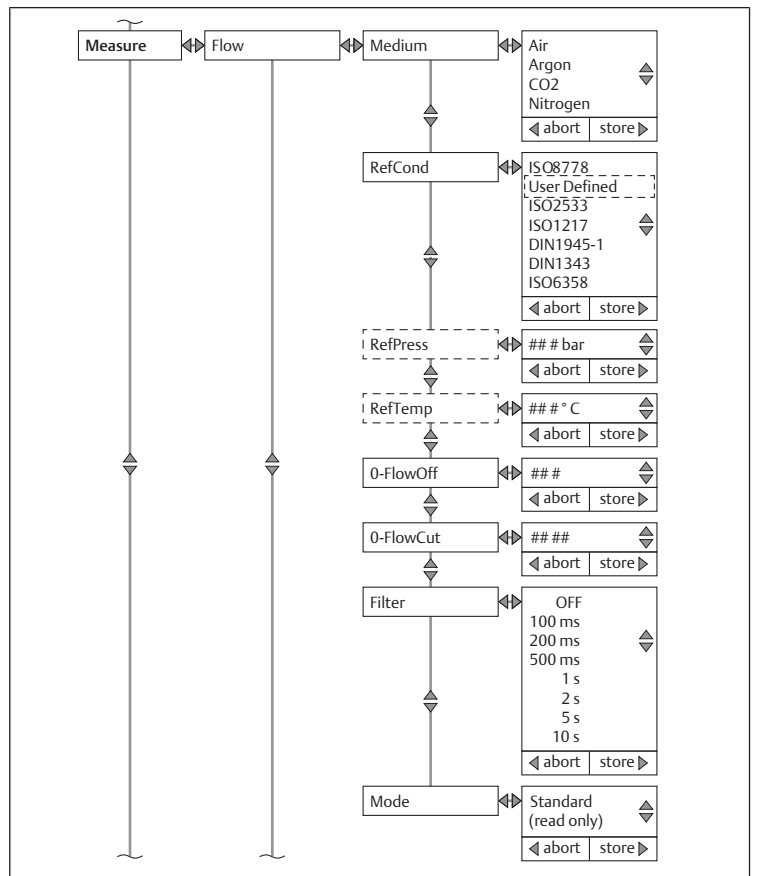 Measure
Flow
Medium
Air
Argon
CO2
Nitrogen
abort store
RefCond
ISO8778
User Defined
ISO2533
ISO1217
DIN1945-1
DIN1343
ISO6358
abort store
RefPress
## # bar
abort store
RefTemp
## # ° C
abort store
0-FlowOff
## #
abort store
0-FlowCut
## ##
abort store
Filter
OFF
100 ms
200 ms
500 ms
1 s
2 s
5 s
10 s
abort store
Mode
Standard
(read only)
abort store